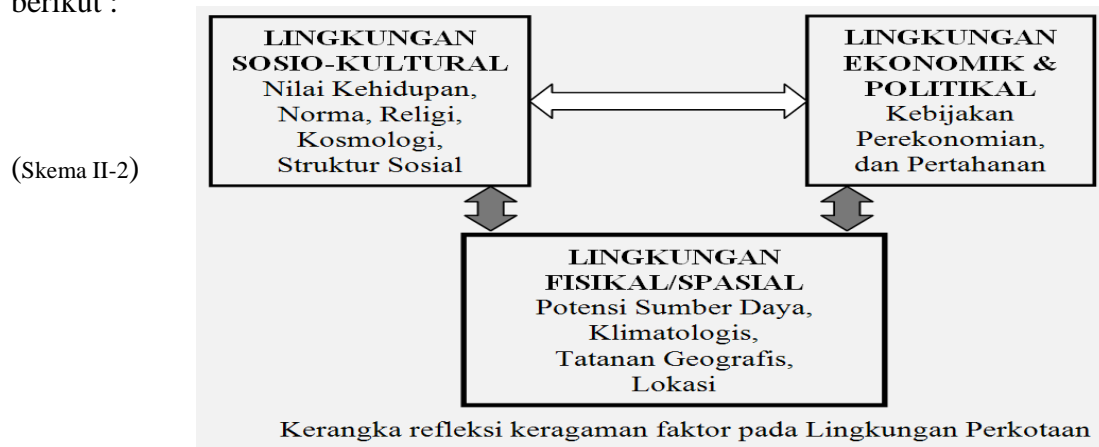 berikut :
LINGKUNGAN
SOSIO-KULTURAL
Nilai Kehidupan,
Norma, Religi,
Kosmologi,
Struktur Sosial
LINGKUNGAN
EKONOMIK &
POLITIKAL
Kebijakan
Perekonomian,
dan Pertahanan
(Skema II-2)
LINGKUNGAN
FISIKAL/SPASIAL
Potensi Sumber Daya,
Klimatologis,
Tatanan Geografis,
Lokasi
Kerangka refleksi keragaman faktor pada Lingkungan Perkotaan